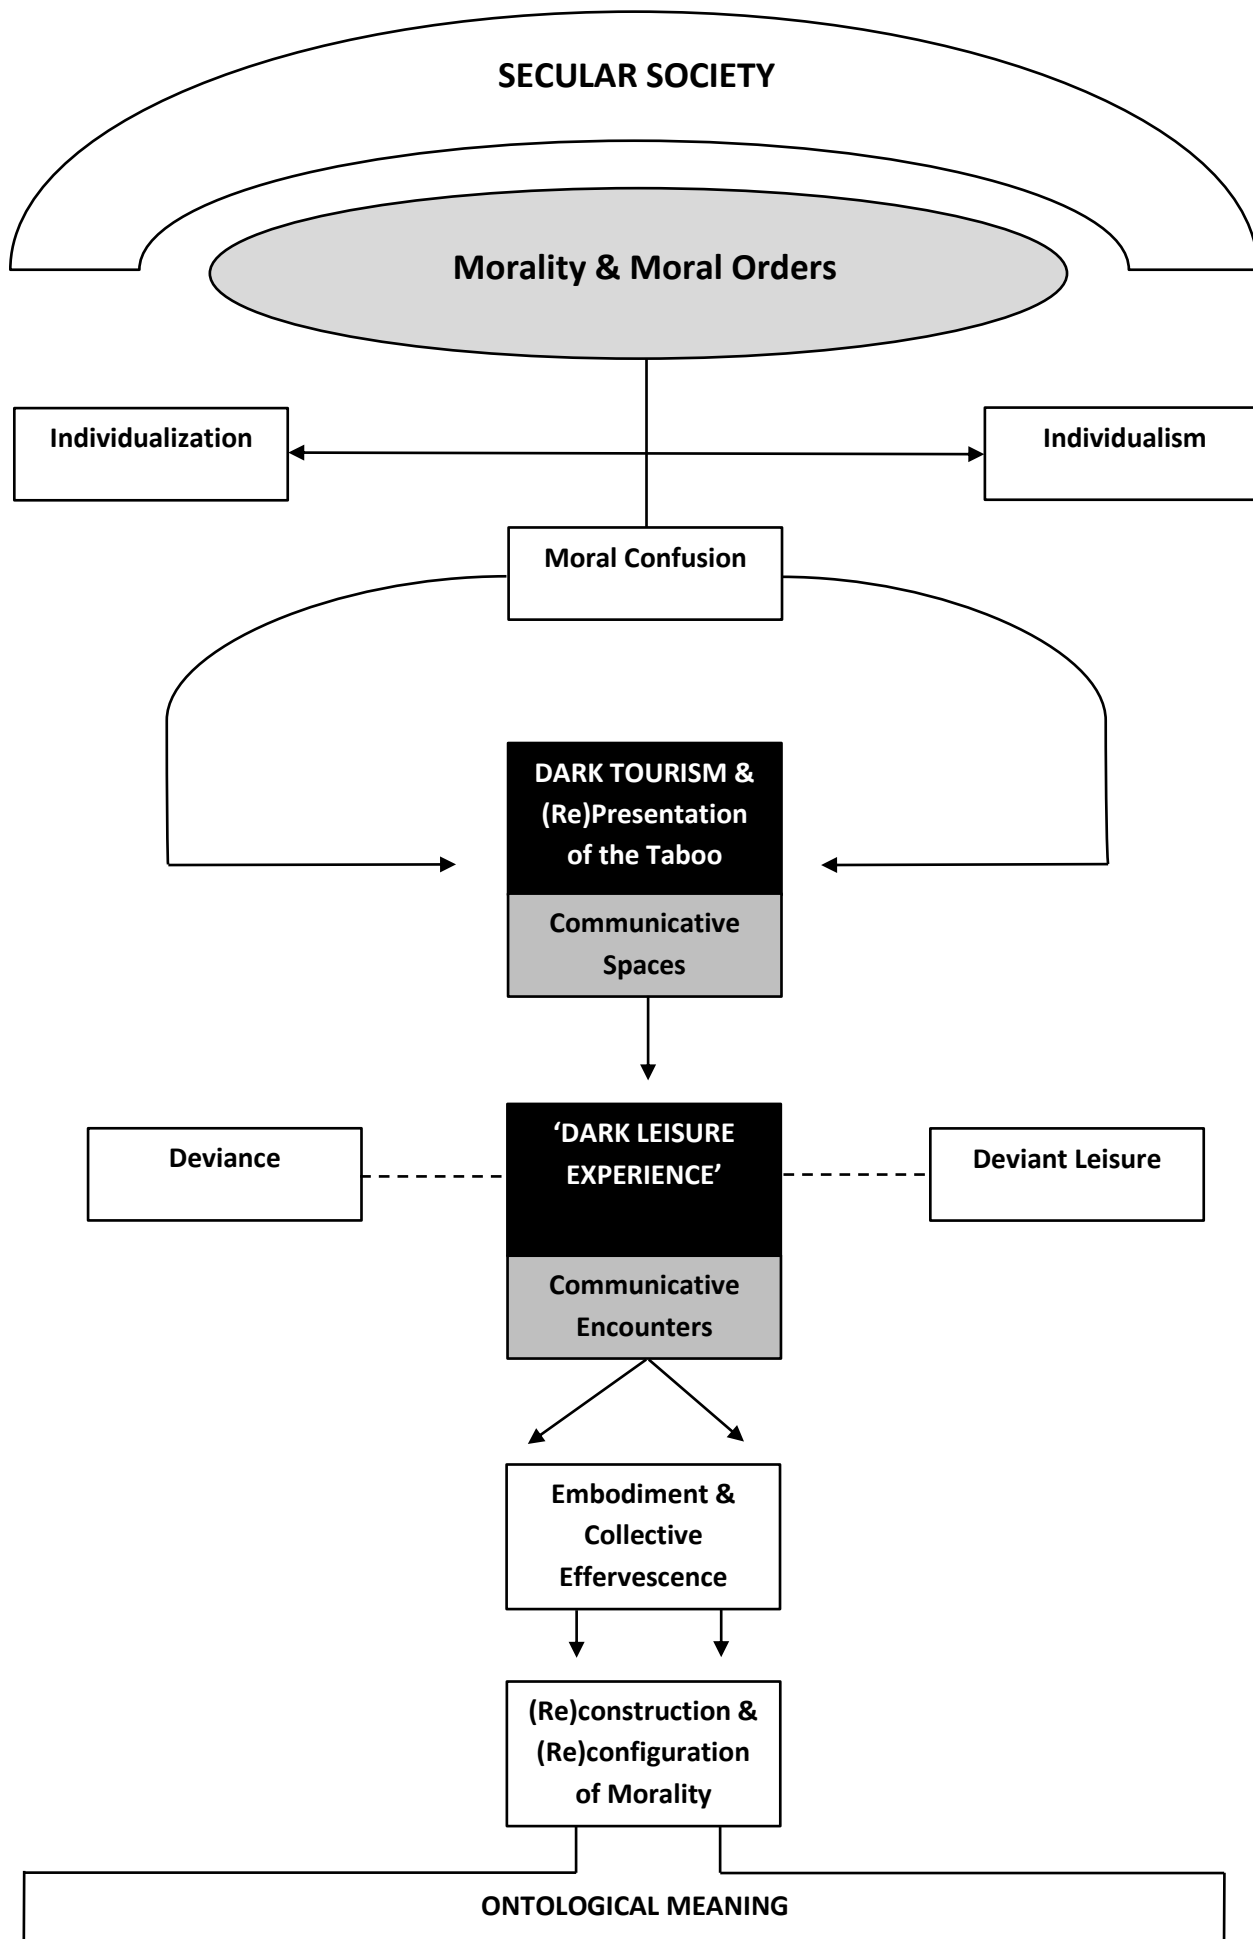 SECULAR SOCIETY
Morality & Moral Orders
Individualization
Individualism
Moral Confusion
DARK TOURISM &
(Re)Presentation
of the Taboo
Communicative
Spaces
Deviance
‘DARK LEISURE
EXPERIENCE’
Deviant Leisure
Communicative
Encounters
Embodiment &
Collective
Effervescence
(Re)construction &
(Re)configuration
of Morality
ONTOLOGICAL MEANING